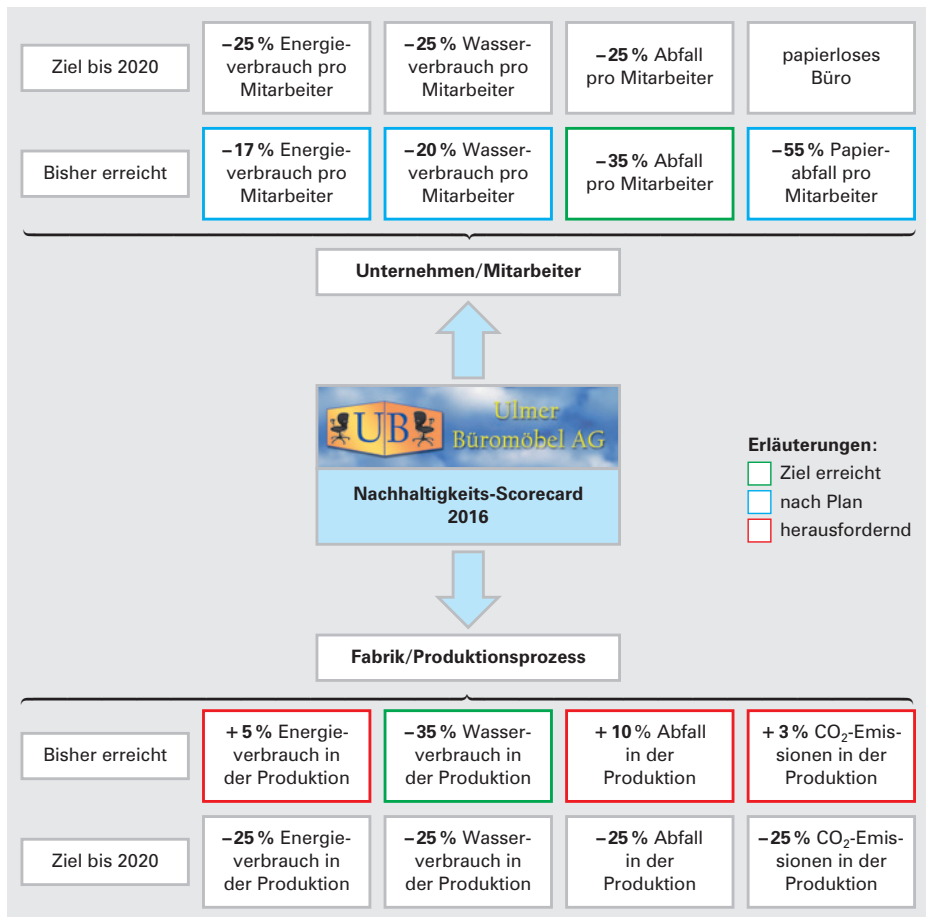 Ziel bis 2020
−25 % Energie-
verbrauch pro
Mitarbeiter
−25 % Wasser-
verbrauch pro
Mitarbeiter
−25 % Abfall
pro Mitarbeiter
papierloses
Büro
Bisher erreicht
−17 % Energie-
verbrauch pro
Mitarbeiter
−20 % Wasser-
verbrauch pro
Mitarbeiter
−35 % Abfall
pro Mitarbeiter
−55 % Papier-
abfall pro
Mitarbeiter
Unternehmen/Mitarbeiter
UB
Ulmer
Büromöbel AG
Nachhaltigkeits-Scorecard
2016
Erläuterungen:
Ziel erreicht
nach Plan
herausfordernd
Fabrik/Produktionsprozess
Bisher erreicht
+5 % Energie-
verbrauch in
der Produktion
−35 % Wasser-
verbrauch in
der Produktion
+10 % Abfall
in der
Produktion
+3 % CO₂-Emis-
sionen in der
Produktion
Ziel bis 2020
−25 % Energie-
verbrauch in
der Produktion
−25 % Wasser-
verbrauch in
der Produktion
−25 % Abfall
in der
Produktion
−25 % CO₂-Emis-
sionen in der
Produktion